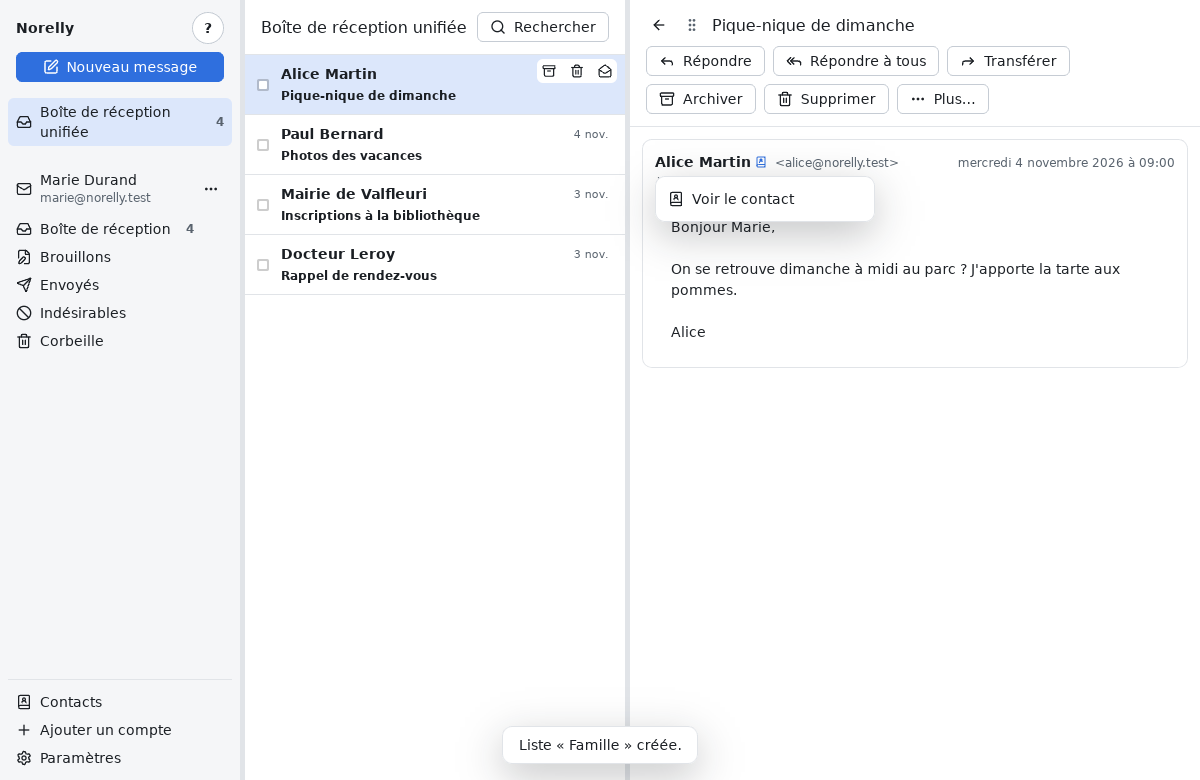 Norelly
?
Nouveau message
Boîte de réception
unifiée
4
Marie Durand
marie@norelly.test
Boîte de réception 4
Brouillons
Envoyés
Indésirables
Corbeille
Contacts
Ajouter un compte
Paramètres
Boîte de réception unifiée
Rechercher
Alice Martin
Pique-nique de dimanche
Paul Bernard 4 nov.
Photos des vacances
Mairie de Valfleuri 3 nov.
Inscriptions à la bibliothèque
Docteur Leroy 3 nov.
Rappel de rendez-vous
Pique-nique de dimanche
Répondre
Répondre à tous
Transférer
Archiver
Supprimer
Plus...
Alice Martin <alice@norelly.test> mercredi 4 novembre 2026 à 09:00
Voir le contact
Bonjour Marie,
On se retrouve dimanche à midi au parc ? J'apporte la tarte aux
pommes.
Alice
Liste « Famille » créée.